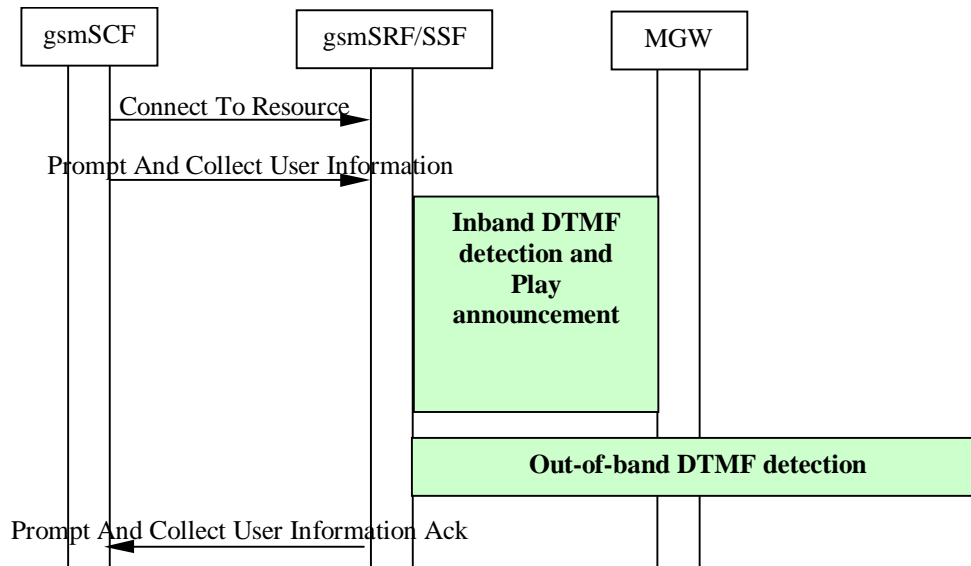 gsmSCF
gsmSRF/SSF
MGW
Connect To Resource
Prompt And Collect User Information
Inband DTMF
detection and
Play
announcement
Out-of-band DTMF detection
Prompt And Collect User Information Ack